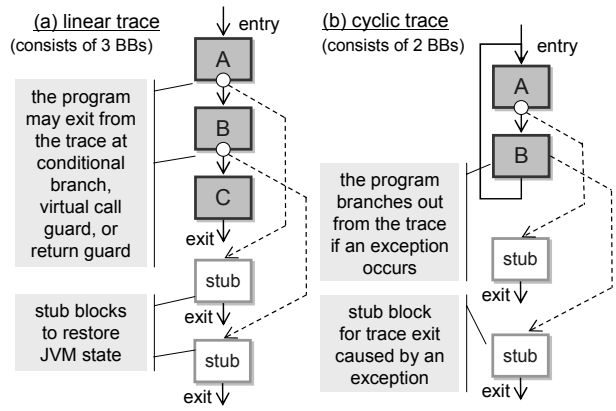 (a) linear trace
(consists of 3 BBs)
entry
A
B
C
exit
stub
exit
stub
exit
the program
may exit from
the trace at
conditional
branch,
virtual call
guard, or
return guard
stub blocks
to restore
JVM state
(b) cyclic trace
(consists of 2 BBs)
entry
A
B
stub
exit
stub
exit
the program
branches out
from the trace
if an exception
occurs
stub block
for trace exit
caused by an
exception